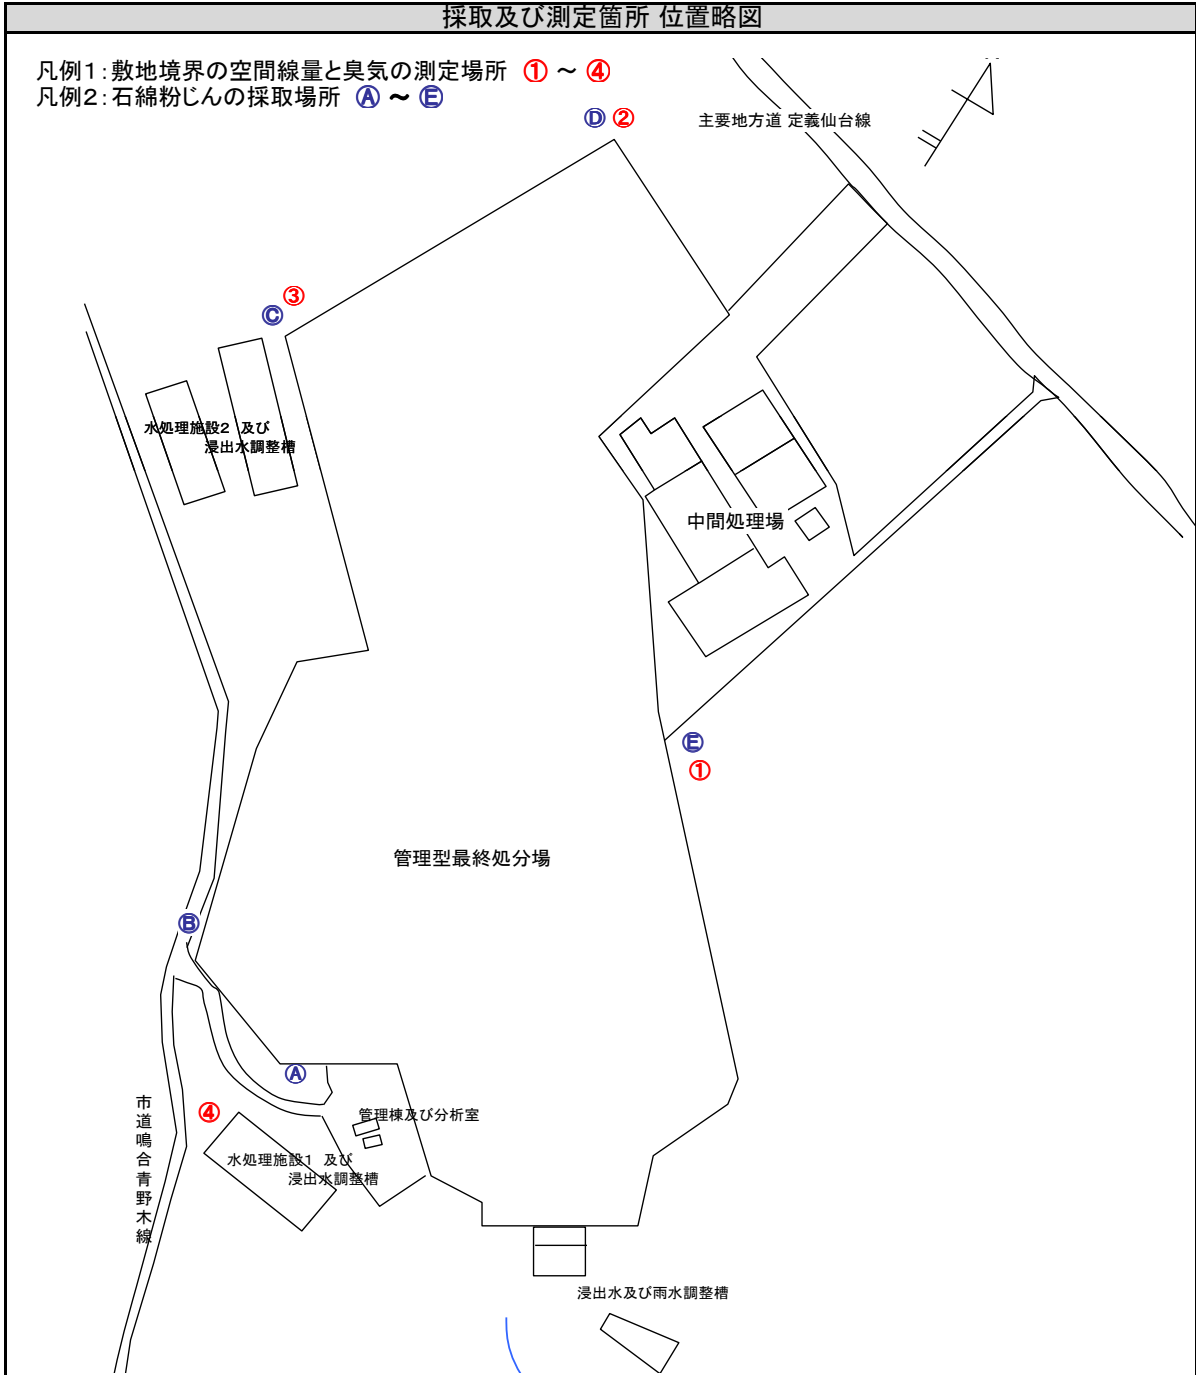 採取及び測定箇所 位置略図
凡例1：敷地境界の空間線量と臭気の測定場所 ① ～ ④
凡例2：石綿粉じんの採取場所 Ⓐ ～ Ⓔ
Ⓓ ②
主要地方道 定義仙台線
③
Ⓒ
水処理施設2 及び
浸出水調整槽
中間処理場
Ⓔ
①
管理型最終処分場
Ⓑ
Ⓐ
④
管理棟及び分析室
水処理施設1 及び
浸出水調整槽
市道鳴合青野木線
浸出水及び雨水調整槽